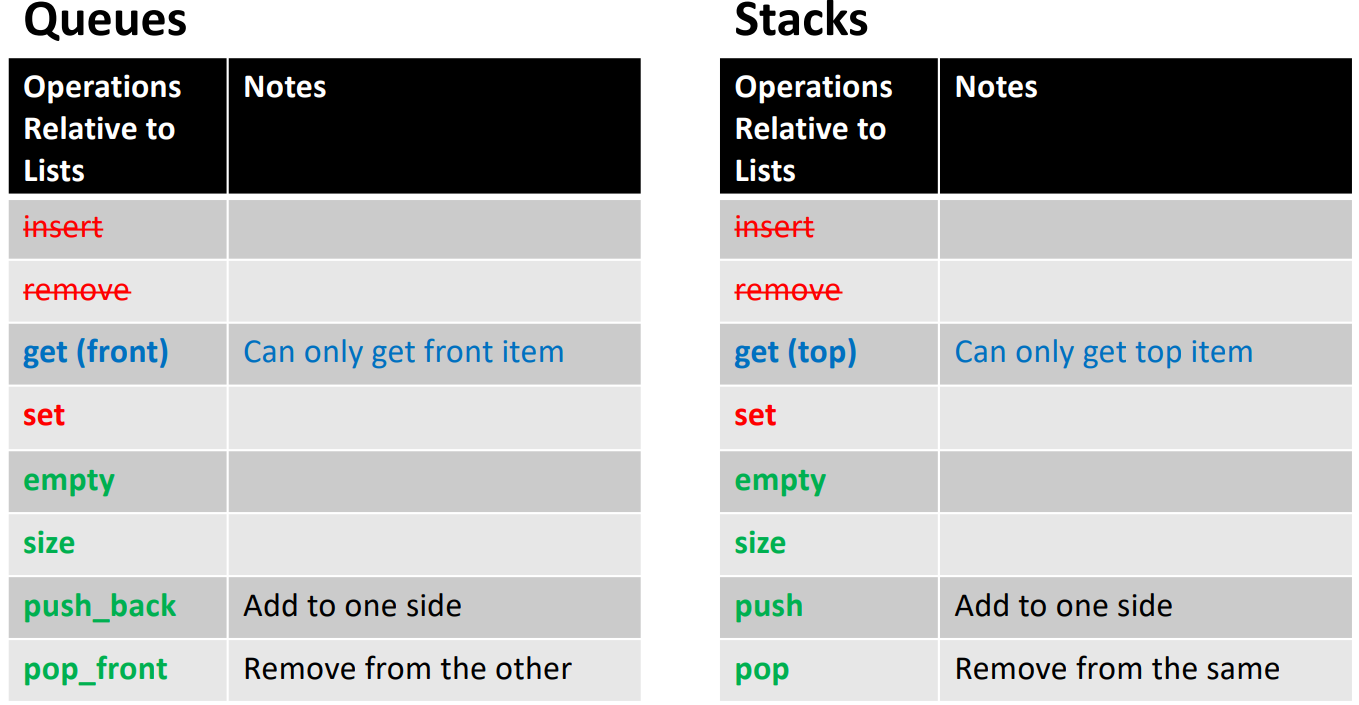 Queues
Operations Relative to Lists
Notes
insert
remove
get (front)
Can only get front item
set
empty
size
push_back
Add to one side
pop_front
Remove from the other
Stacks
Operations Relative to Lists
Notes
insert
remove
get (top)
Can only get top item
set
empty
size
push
Add to one side
pop
Remove from the same